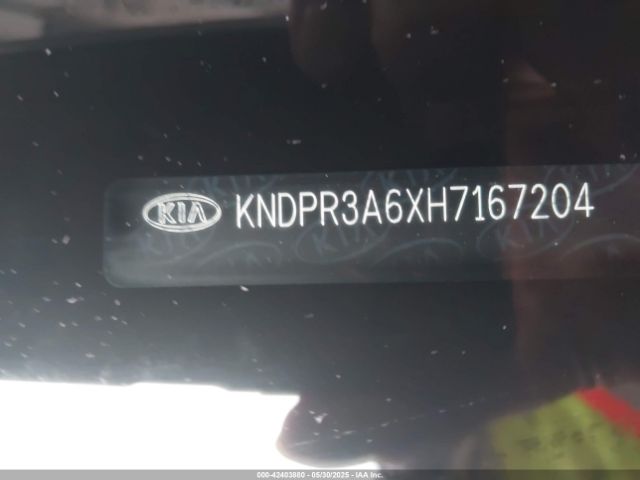 KIA KNDPR3A6XH7167204
000-42403880 - 05/30/2025 - IAA Inc.